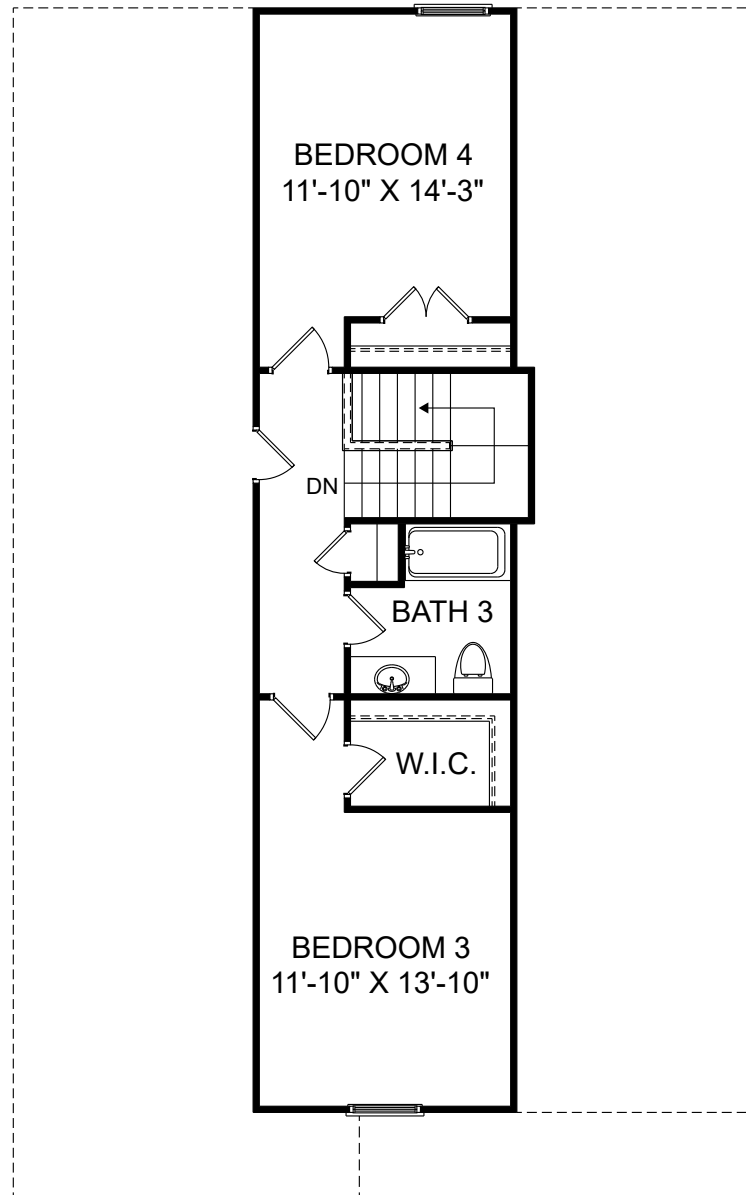 BEDROOM 4
11'-10" X 14'-3"
DN
BATH 3
W.I.C.
BEDROOM 3
11'-10" X 13'-10"